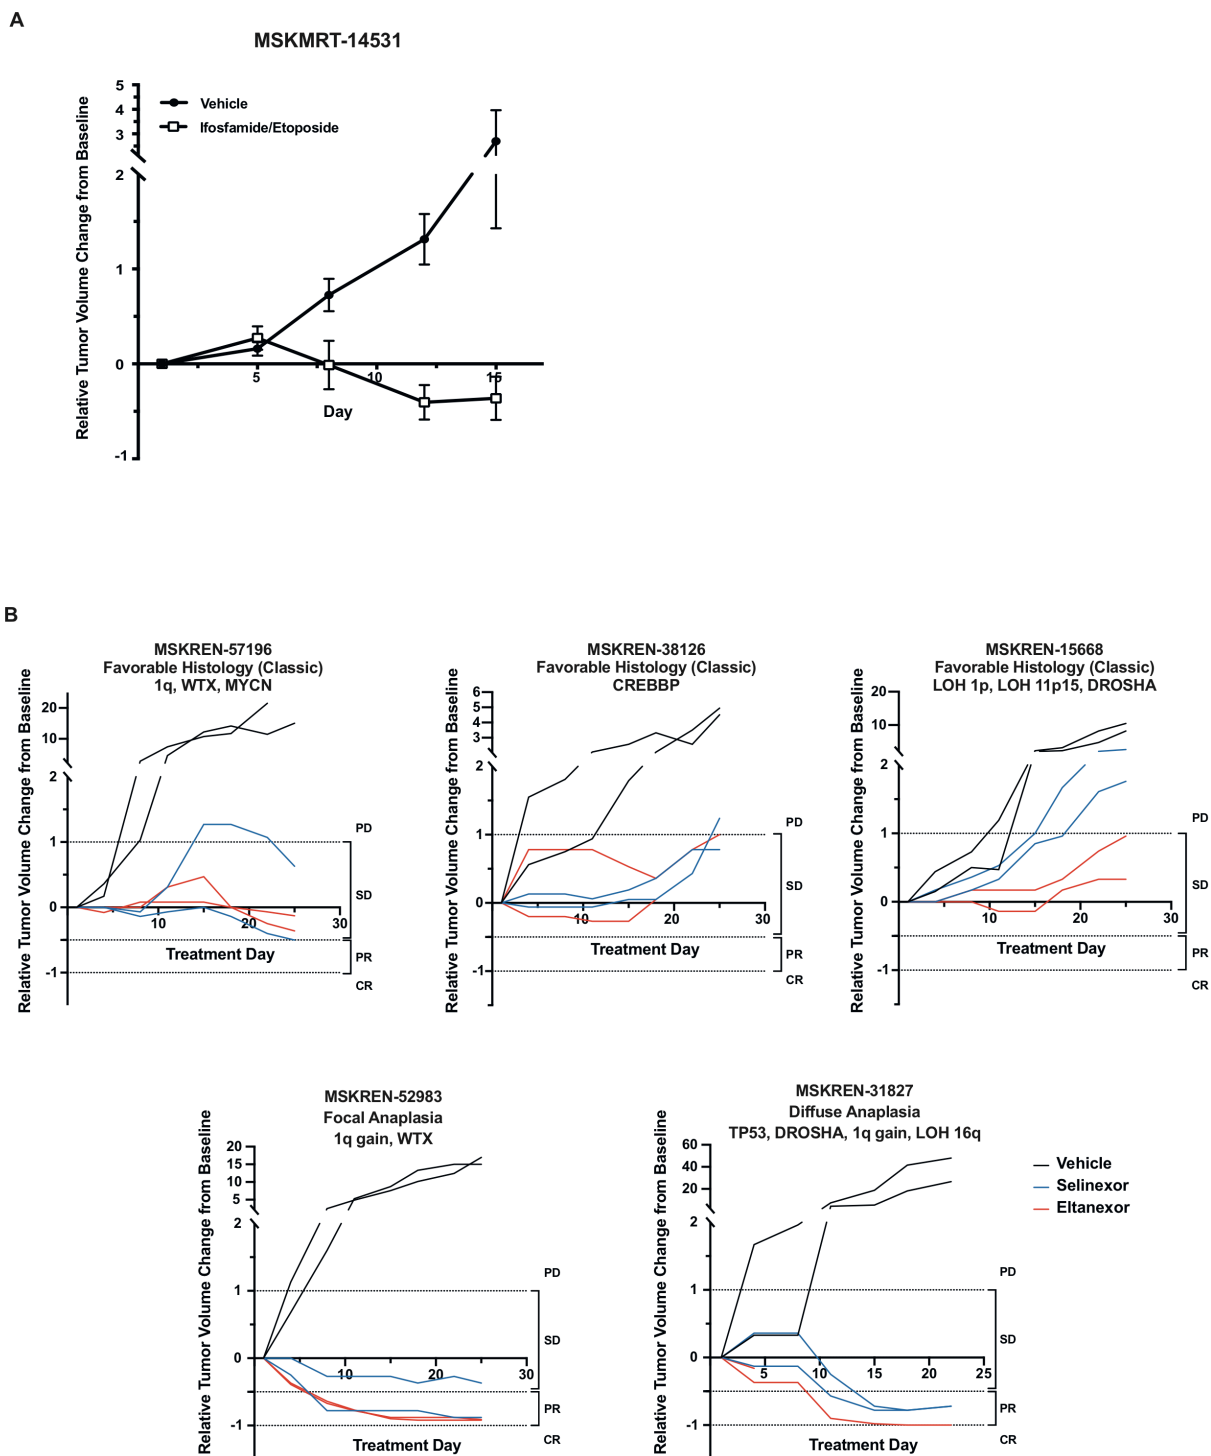 A
MSKMRT-14531
Relative Tumor Volume Change from Baseline
5
4
3
2
1
0
-1
Vehicle
Ifosfamide/Etoposide
5
10
15
Day
B
MSKREN-57196
Favorable Histology (Classic)
1q, WTX, MYCN
Relative Tumor Volume Change from Baseline
20
10
2
1
0
-1
10
20
30
Treatment Day
PD
SD
PR
CR
MSKREN-38126
Favorable Histology (Classic)
CREBBP
Relative Tumor Volume Change from Baseline
6
5
4
3
2
1
0
-1
10
20
30
Treatment Day
PD
SD
PR
CR
MSKREN-15668
Favorable Histology (Classic)
LOH 1p, LOH 11p15, DROSHA
Relative Tumor Volume Change from Baseline
20
10
2
1
0
-1
10
20
30
Treatment Day
PD
SD
PR
CR
MSKREN-52983
Focal Anaplasia
1q gain, WTX
Relative Tumor Volume Change from Baseline
20
15
10
5
2
1
0
-1
10
20
30
Treatment Day
PD
SD
PR
CR
MSKREN-31827
Diffuse Anaplasia
TP53, DROSHA, 1q gain, LOH 16q
Relative Tumor Volume Change from Baseline
60
40
20
2
1
0
-1
5
10
15
20
25
Treatment Day
PD
SD
PR
CR
Vehicle
Selinexor
Eltanexor